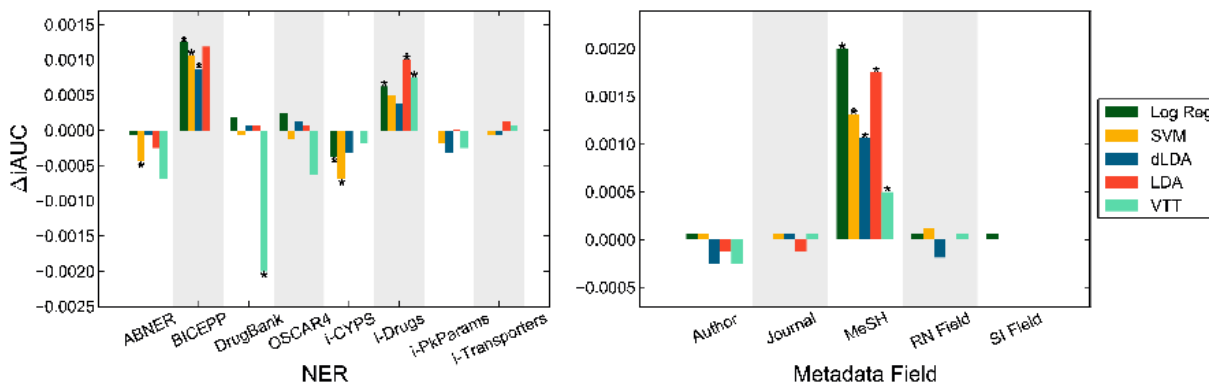 0.0015
0.0010
0.0005
0.0000
−0.0005
−0.0010
−0.0015
−0.0020
−0.0025
ΔiAUC
ABNER
BICEPP
DrugBank
OSCAR4
i-CYPS
i-Drugs
i-PkParams
i-Transporters
NER
0.0020
0.0015
0.0010
0.0005
0.0000
−0.0005
Author
Journal
MeSH
RN Field
SI Field
Metadata Field
Log Reg
SVM
dLDA
LDA
VTT